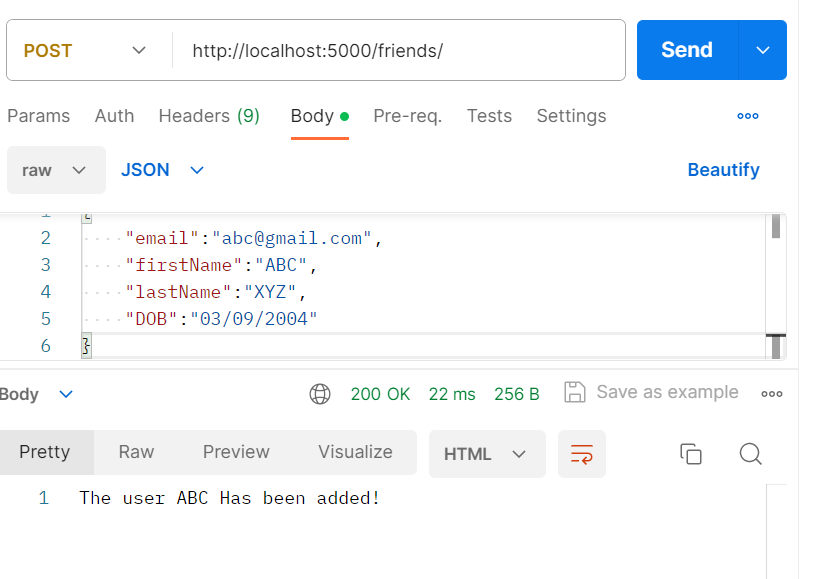 POST http://localhost:5000/friends/ Send
Params Auth Headers (9) Body Pre-req. Tests Settings
raw JSON Beautify
1 {
2 "email":"abc@gmail.com",
3 "firstName":"ABC",
4 "lastName":"XYZ",
5 "DOB":"03/09/2004"
6 }
Body 200 OK 22 ms 256 B Save as example
Pretty Raw Preview Visualize HTML
1 The user ABC Has been added!